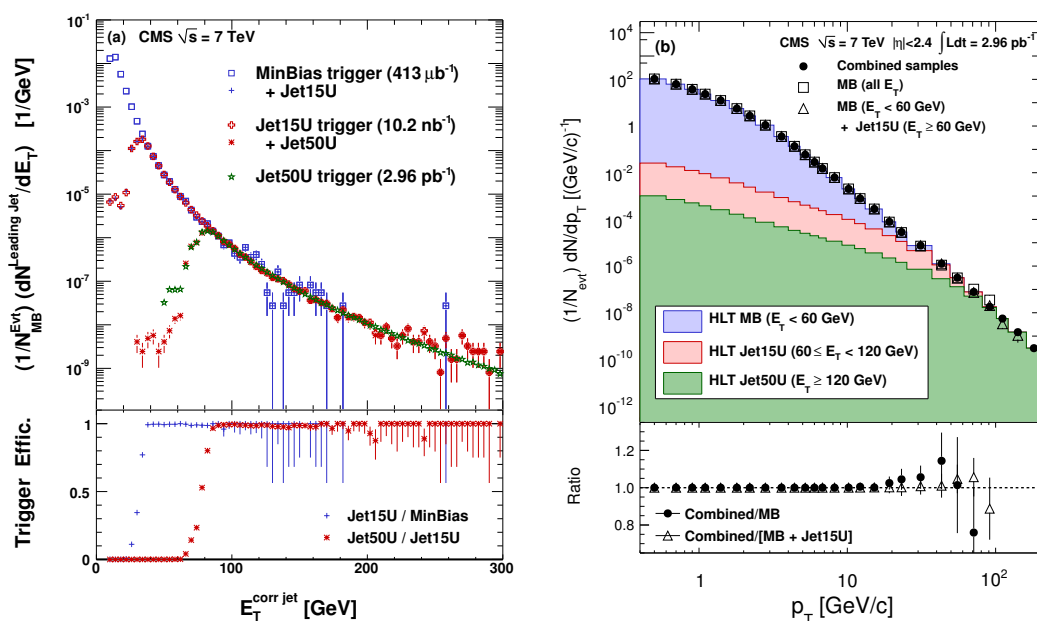 (a) CMS √s = 7 TeV
MinBias trigger (413 μb⁻¹)
+ Jet15U
Jet15U trigger (10.2 nb⁻¹)
+ Jet50U
Jet50U trigger (2.96 pb⁻¹)
(1/N^Evt_MB) (dN^Leading Jet/dE_T) [1/GeV]
10⁻¹
10⁻³
10⁻⁵
10⁻⁷
10⁻⁹
Trigger Effic.
1
0.5
0
Jet15U / MinBias
Jet50U / Jet15U
0 100 200 300
E_T^corr jet [GeV]
(b) CMS √s = 7 TeV |η|<2.4 ∫Ldt = 2.96 pb⁻¹
Combined samples
MB (all E_T)
MB (E_T < 60 GeV)
+ Jet15U (E_T ≥ 60 GeV)
(1/N_evt) dN/dp_T [(GeV/c)⁻¹]
10²
1
10⁻²
10⁻⁴
10⁻⁶
10⁻⁸
10⁻¹⁰
10⁻¹²
HLT MB (E_T < 60 GeV)
HLT Jet15U (60 ≤ E_T < 120 GeV)
HLT Jet50U (E_T ≥ 120 GeV)
Ratio
1.2
1.0
0.8
Combined/MB
Combined/[MB + Jet15U]
1 10 10²
p_T [GeV/c]